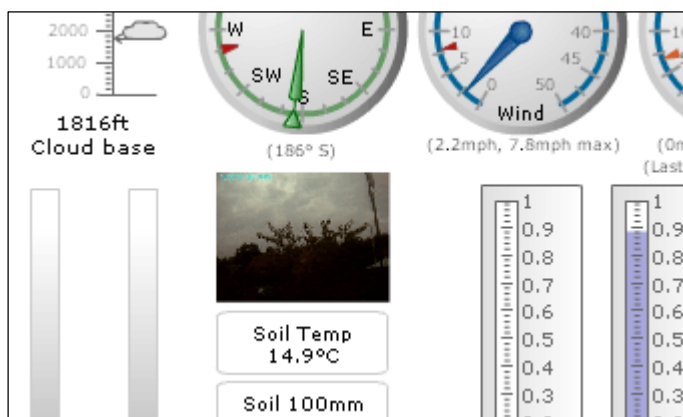 2000
1000
0
1816ft
Cloud base
W
E
SW
SE
S
(186° S)
10
5
0
40
45
50
Wind
(2.2mph, 7.8mph max)
(0m
(Last
Soil Temp
14.9°C
Soil 100mm
1
0.9
0.8
0.7
0.6
0.5
0.4
0.3
1
0.9
0.8
0.7
0.6
0.5
0.4
0.3